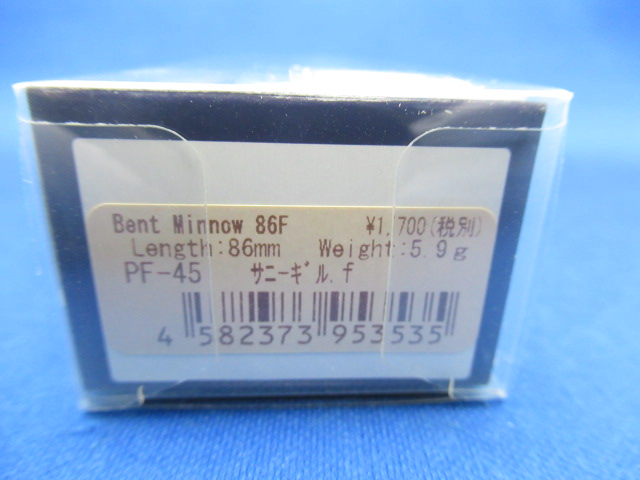 Bent Minnow 86F ¥1,700(税別)
Length:86mm Weight:5.9g
PF-45 ｻﾆｰｷﾞﾙ.f
4 582373 953535